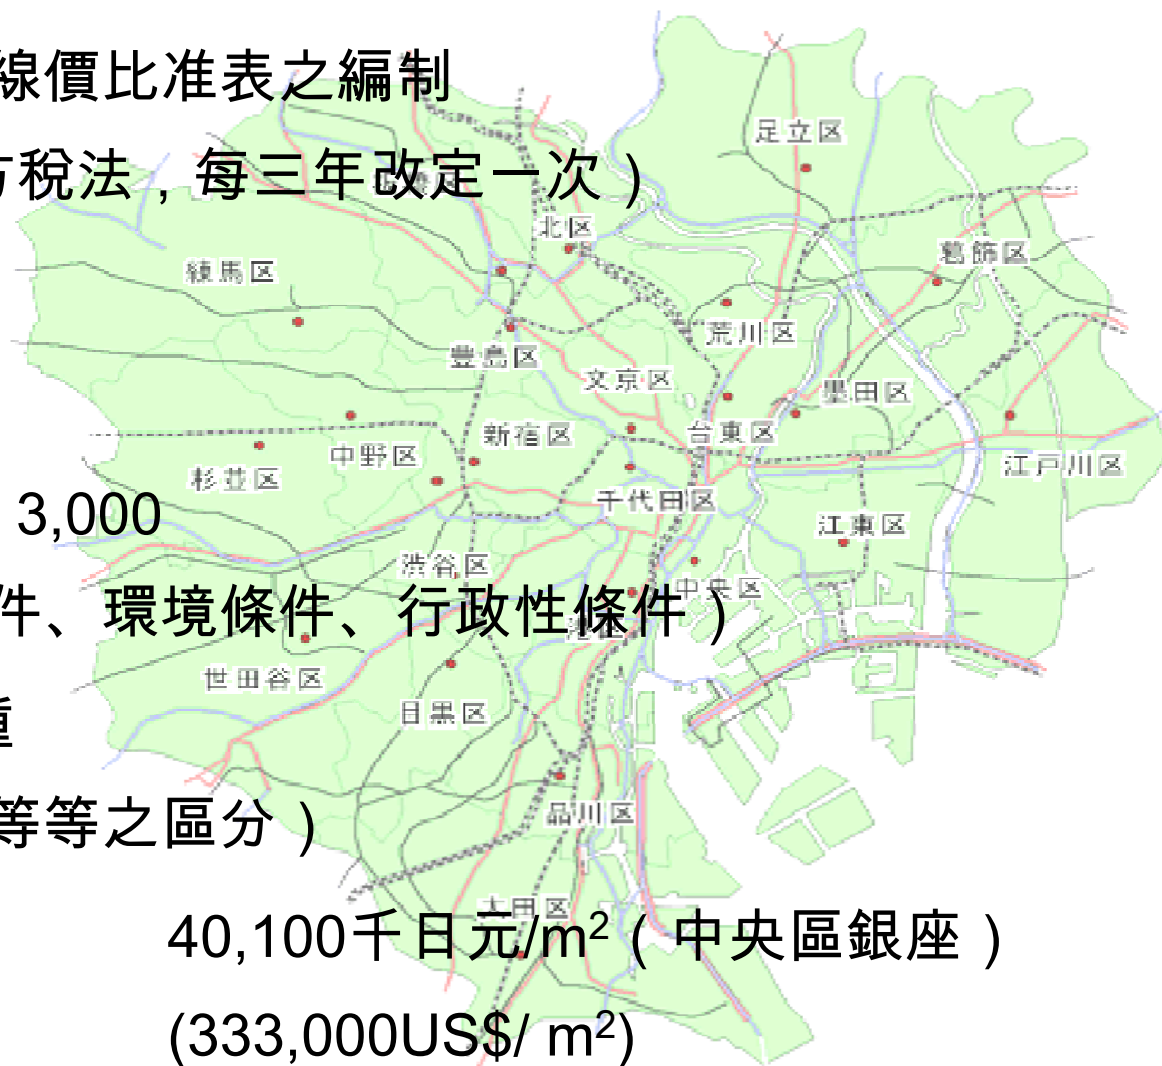 線價比准表之編制
足立区
方稅法，每三年改定一次）
北区
葛飾区
練馬区
荒川区
豊島区
文京区
墨田区
台東区
新宿区
中野区
江戸川区
杉並区
千代田区
3,000
江東区
渋谷区
中央区
件、環境條件、行政性條件）
港区
世田谷区
目黒区
重
品川区
等等之區分）
大田区
40,100千日元/m²（中央區銀座）
(333,000US$/ m²)